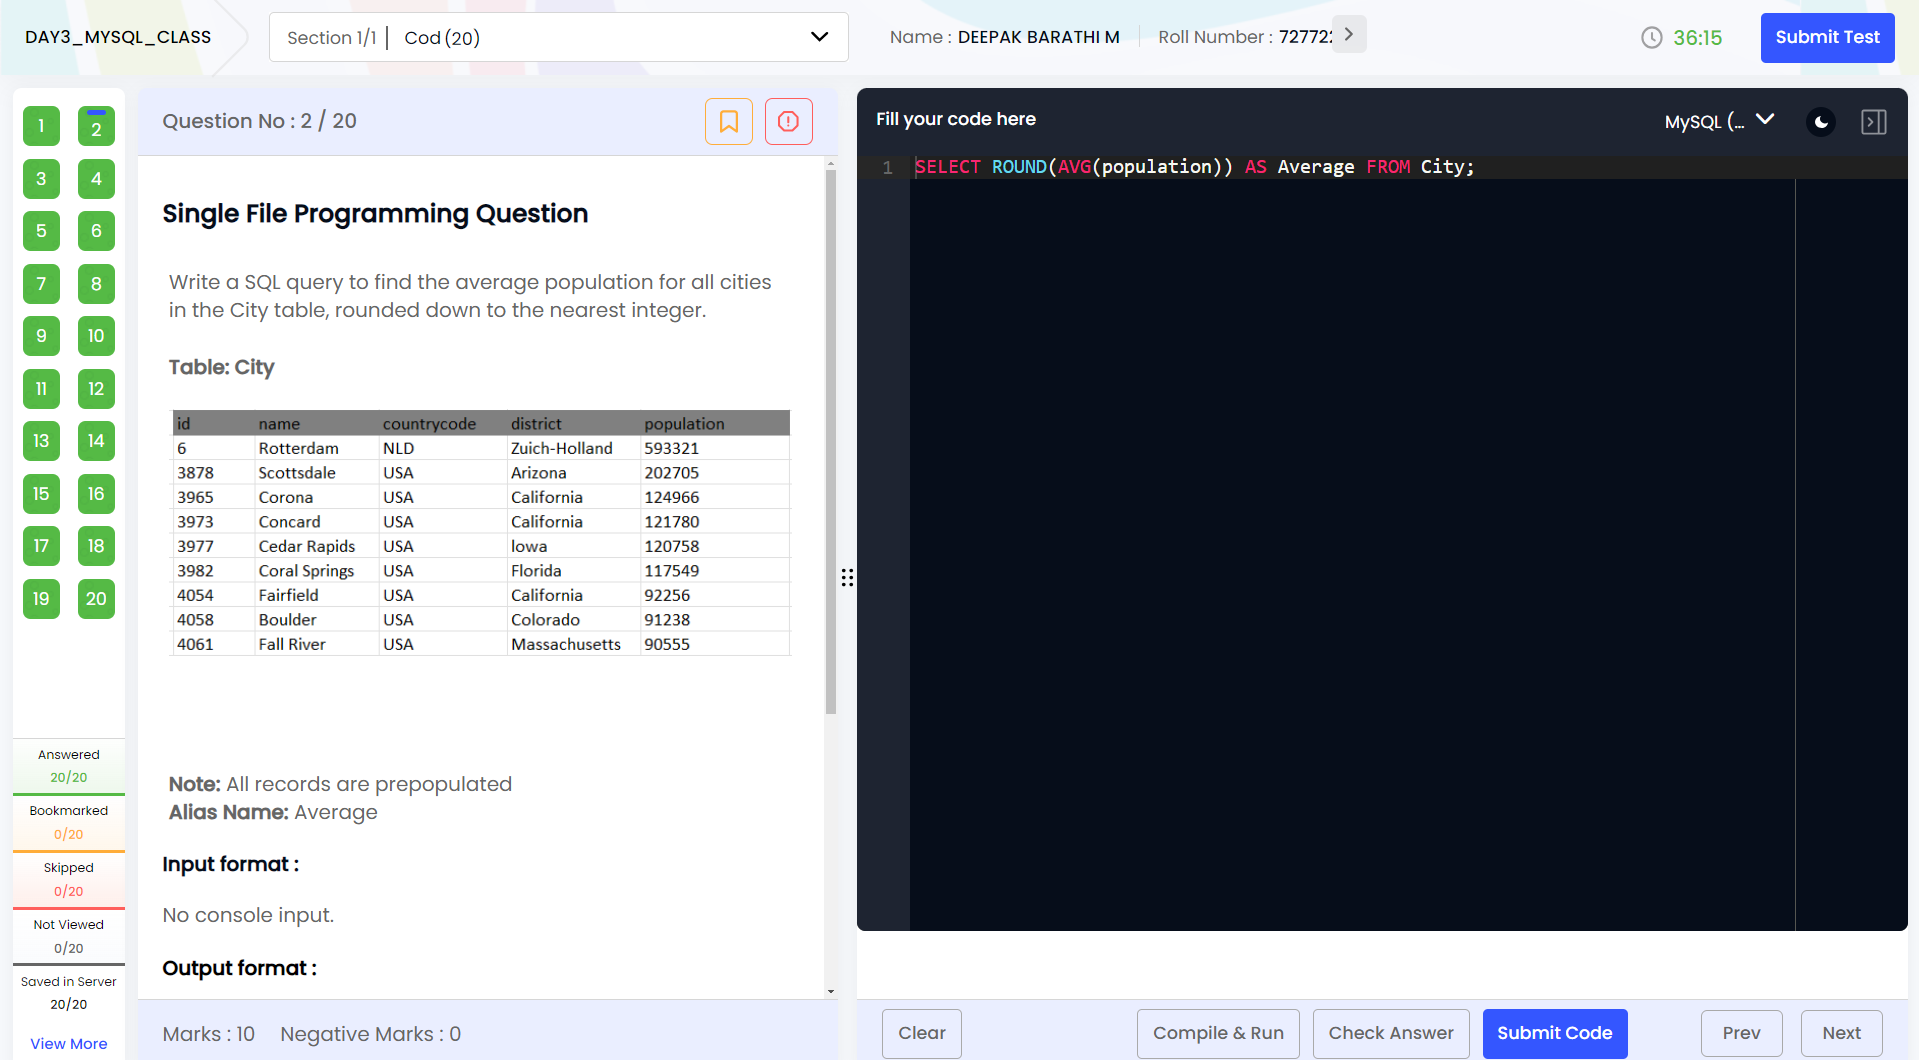 DAY3_MYSQL_CLASS
Section 1/1 | Cod (20)
Name : DEEPAK BARATHI M
Roll Number : 72772
36:15
Submit Test
1 2
3 4
5 6
7 8
9 10
11 12
13 14
15 16
17 18
19 20
Answered
20/20
Bookmarked
0/20
Skipped
0/20
Not Viewed
0/20
Saved in Server
20/20
View More
Question No : 2 / 20
Single File Programming Question
Write a SQL query to find the average population for all cities
in the City table, rounded down to the nearest integer.
Table: City
id name countrycode district population
6 Rotterdam NLD Zuich-Holland 593321
3878 Scottsdale USA Arizona 202705
3965 Corona USA California 124966
3973 Concard USA California 121780
3977 Cedar Rapids USA Iowa 120758
3982 Coral Springs USA Florida 117549
4054 Fairfield USA California 92256
4058 Boulder USA Colorado 91238
4061 Fall River USA Massachusetts 90555
Note: All records are prepopulated
Alias Name: Average
Input format :
No console input.
Output format :
Marks : 10 Negative Marks : 0
Fill your code here
MySQL (...
1 SELECT ROUND(AVG(population)) AS Average FROM City;
Clear
Compile & Run
Check Answer
Submit Code
Prev
Next